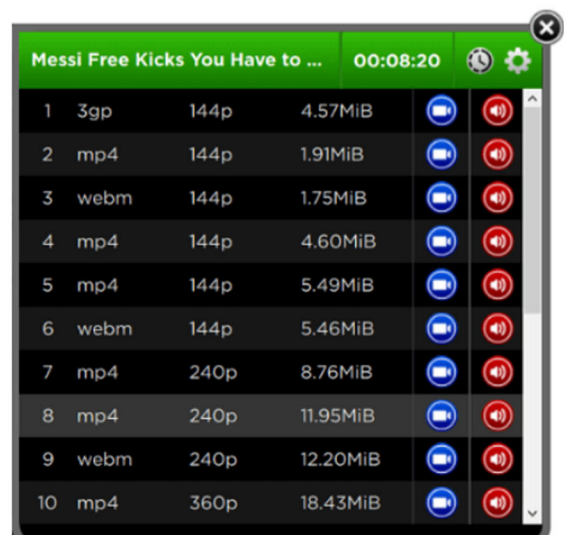 Messi Free Kicks You Have to ... 00:08:20
1 3gp 144p 4.57MiB
2 mp4 144p 1.91MiB
3 webm 144p 1.75MiB
4 mp4 144p 4.60MiB
5 mp4 144p 5.49MiB
6 webm 144p 5.46MiB
7 mp4 240p 8.76MiB
8 mp4 240p 11.95MiB
9 webm 240p 12.20MiB
10 mp4 360p 18.43MiB